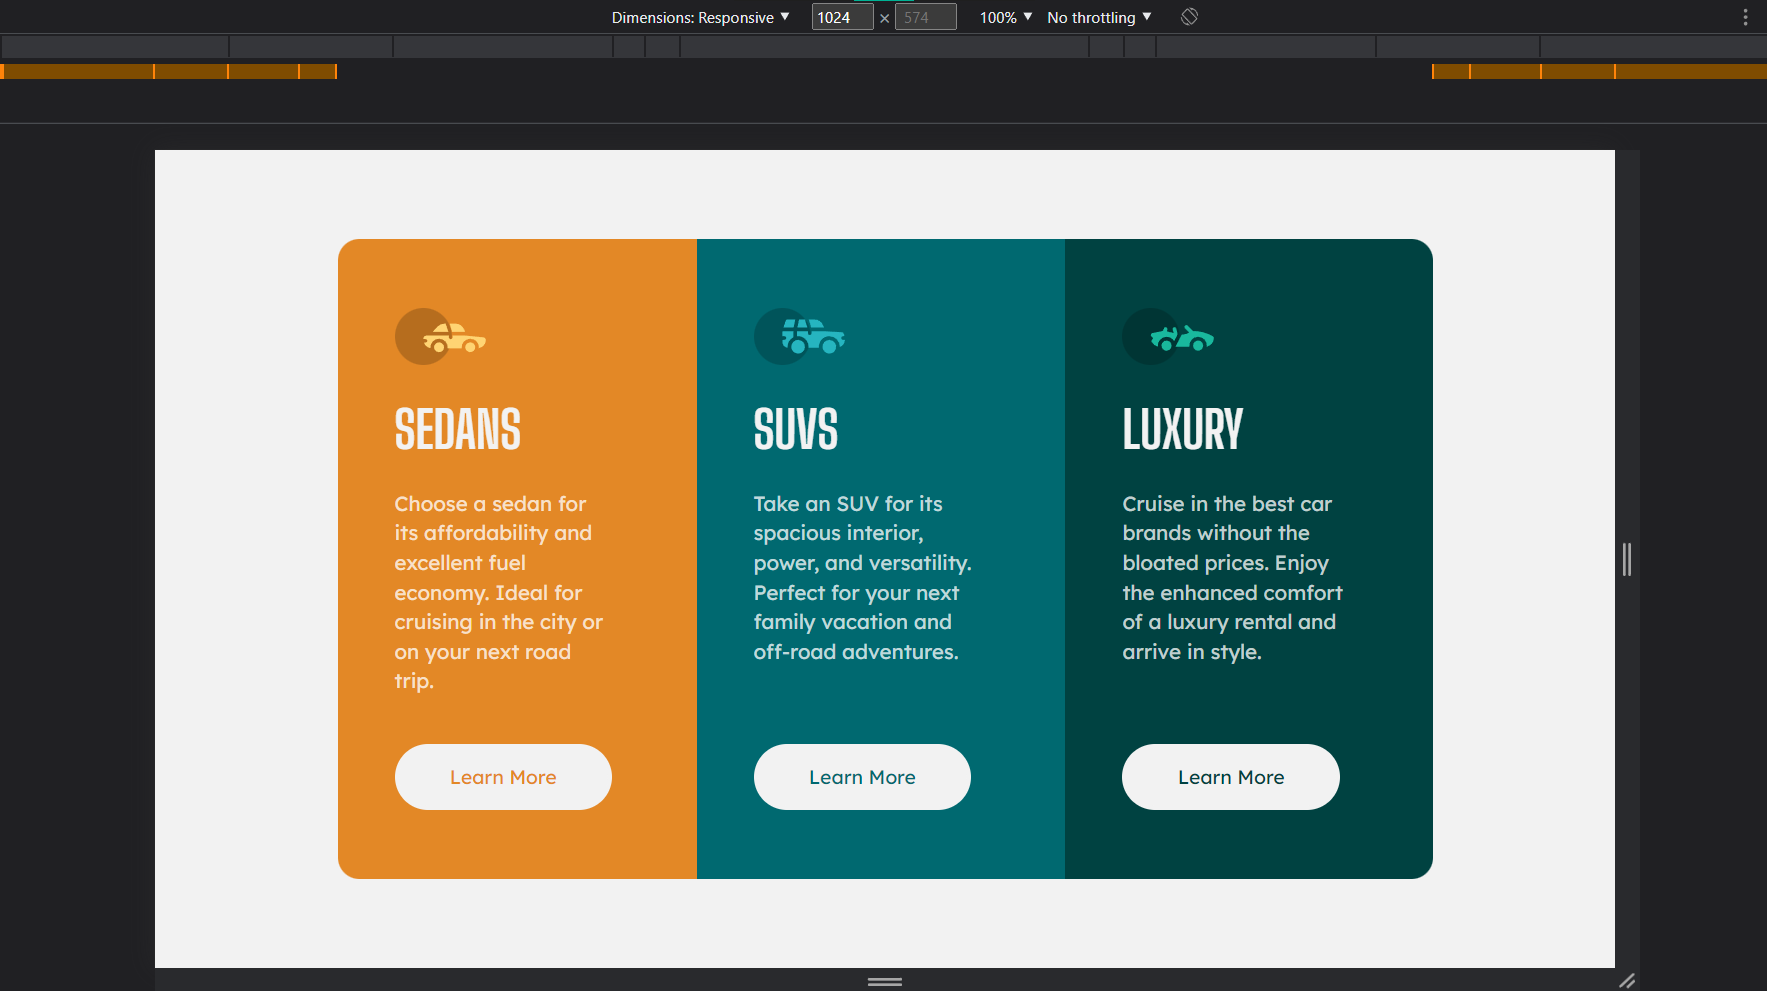 Dimensions: Responsive ▼ 1024 × 574 100% ▼ No throttling ▼
SEDANS
Choose a sedan for
its affordability and
excellent fuel
economy. Ideal for
cruising in the city or
on your next road
trip.
Learn More
SUVS
Take an SUV for its
spacious interior,
power, and versatility.
Perfect for your next
family vacation and
off-road adventures.
Learn More
LUXURY
Cruise in the best car
brands without the
bloated prices. Enjoy
the enhanced comfort
of a luxury rental and
arrive in style.
Learn More